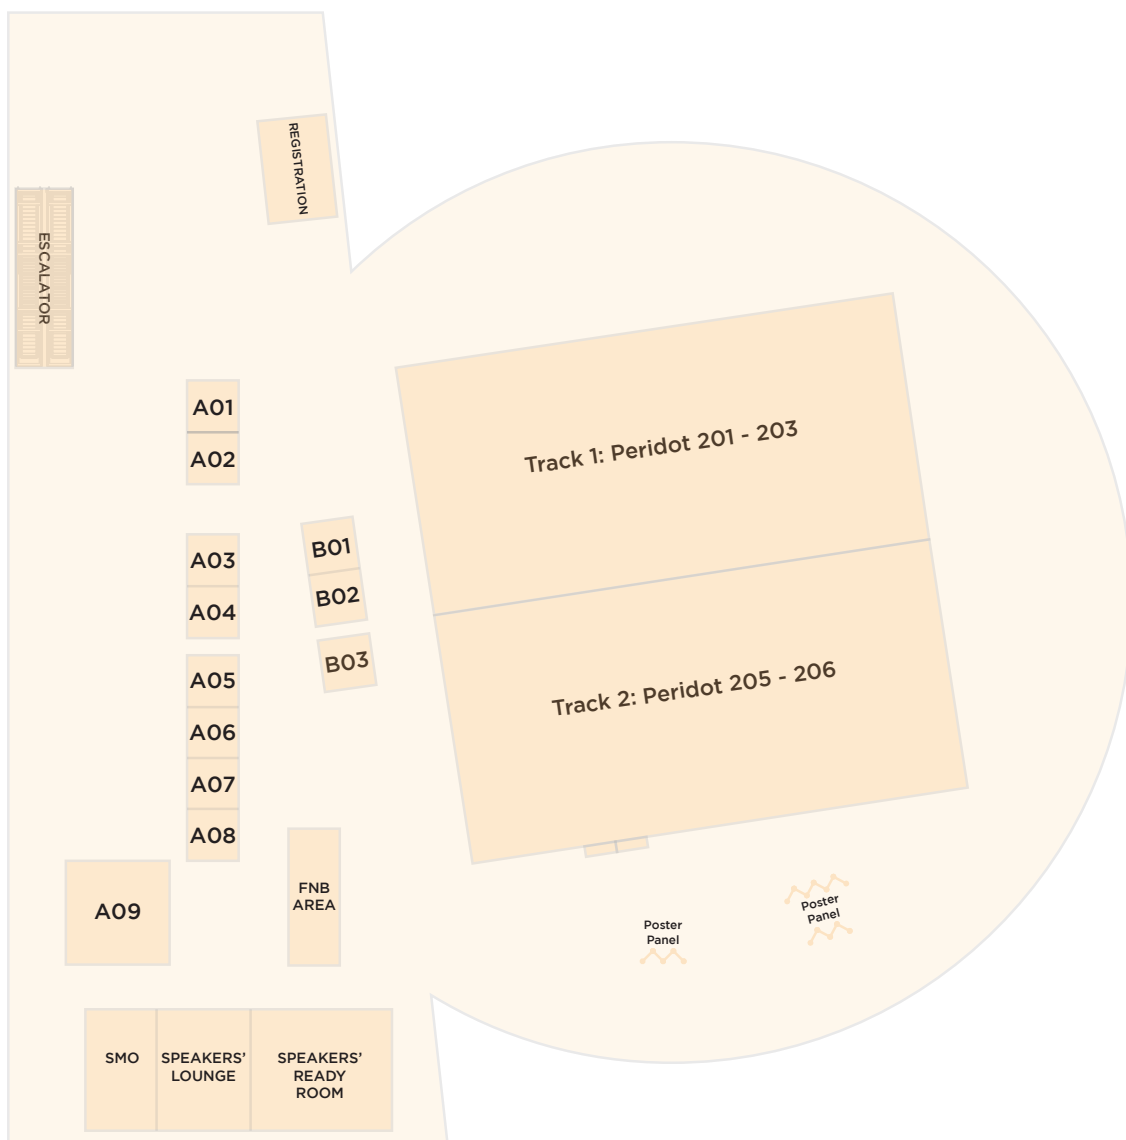 REGISTRATION
ESCALATOR
A01
A02
A03
A04
A05
A06
A07
A08
A09
B01
B02
B03
Track 1: Peridot 201 - 203
Track 2: Peridot 205 - 206
FNB
AREA
Poster
Panel
Poster
Panel
SMO
SPEAKERS’
LOUNGE
SPEAKERS’
READY
ROOM